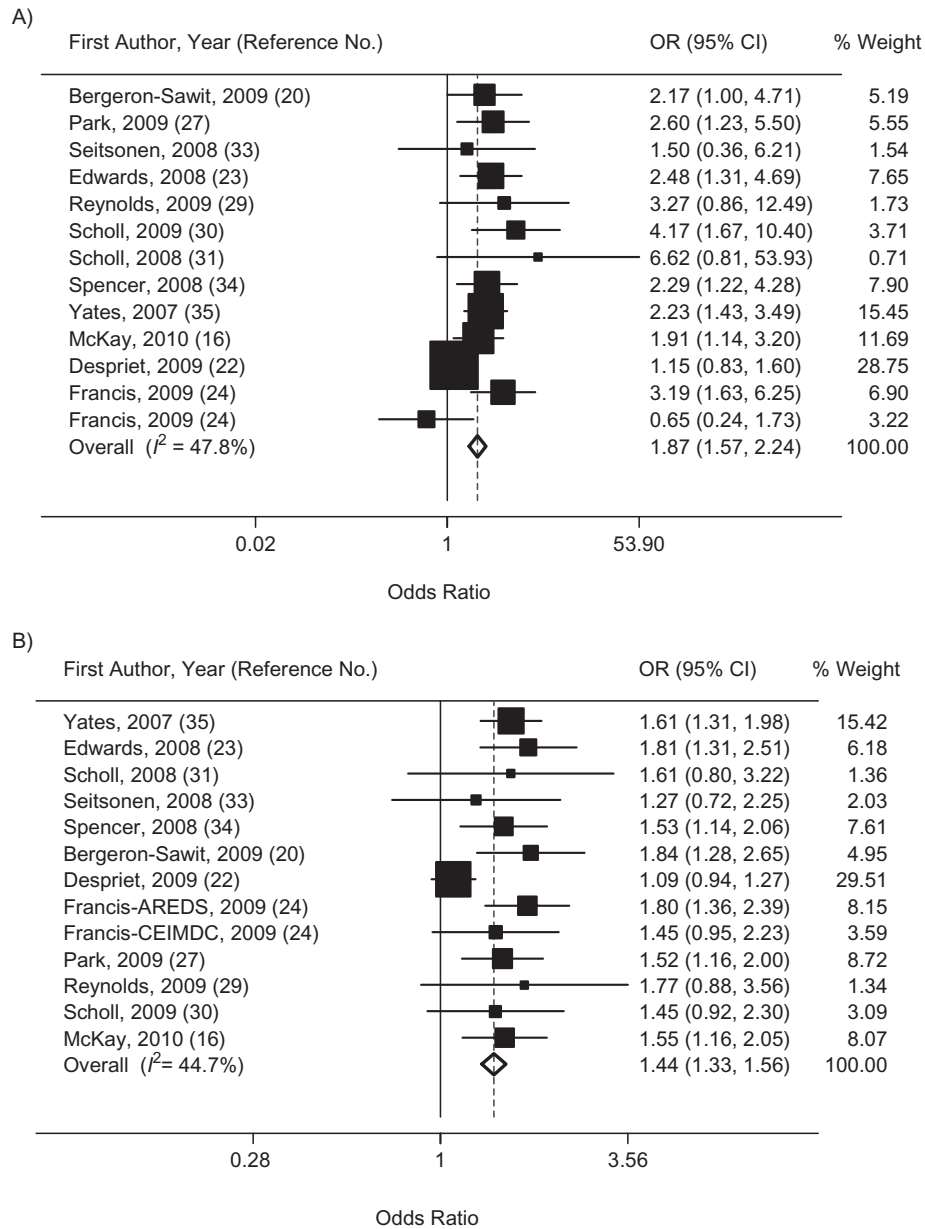 A)
First Author, Year (Reference No.) OR (95% CI) % Weight
Bergeron-Sawit, 2009 (20) 2.17 (1.00, 4.71) 5.19
Park, 2009 (27) 2.60 (1.23, 5.50) 5.55
Seitsonen, 2008 (33) 1.50 (0.36, 6.21) 1.54
Edwards, 2008 (23) 2.48 (1.31, 4.69) 7.65
Reynolds, 2009 (29) 3.27 (0.86, 12.49) 1.73
Scholl, 2009 (30) 4.17 (1.67, 10.40) 3.71
Scholl, 2008 (31) 6.62 (0.81, 53.93) 0.71
Spencer, 2008 (34) 2.29 (1.22, 4.28) 7.90
Yates, 2007 (35) 2.23 (1.43, 3.49) 15.45
McKay, 2010 (16) 1.91 (1.14, 3.20) 11.69
Despriet, 2009 (22) 1.15 (0.83, 1.60) 28.75
Francis, 2009 (24) 3.19 (1.63, 6.25) 6.90
Francis, 2009 (24) 0.65 (0.24, 1.73) 3.22
Overall (I² = 47.8%) 1.87 (1.57, 2.24) 100.00
0.02 1 53.90
Odds Ratio
B)
First Author, Year (Reference No.) OR (95% CI) % Weight
Yates, 2007 (35) 1.61 (1.31, 1.98) 15.42
Edwards, 2008 (23) 1.81 (1.31, 2.51) 6.18
Scholl, 2008 (31) 1.61 (0.80, 3.22) 1.36
Seitsonen, 2008 (33) 1.27 (0.72, 2.25) 2.03
Spencer, 2008 (34) 1.53 (1.14, 2.06) 7.61
Bergeron-Sawit, 2009 (20) 1.84 (1.28, 2.65) 4.95
Despriet, 2009 (22) 1.09 (0.94, 1.27) 29.51
Francis-AREDS, 2009 (24) 1.80 (1.36, 2.39) 8.15
Francis-CEIMDC, 2009 (24) 1.45 (0.95, 2.23) 3.59
Park, 2009 (27) 1.52 (1.16, 2.00) 8.72
Reynolds, 2009 (29) 1.77 (0.88, 3.56) 1.34
Scholl, 2009 (30) 1.45 (0.92, 2.30) 3.09
McKay, 2010 (16) 1.55 (1.16, 2.05) 8.07
Overall (I²= 44.7%) 1.44 (1.33, 1.56) 100.00
0.28 1 3.56
Odds Ratio